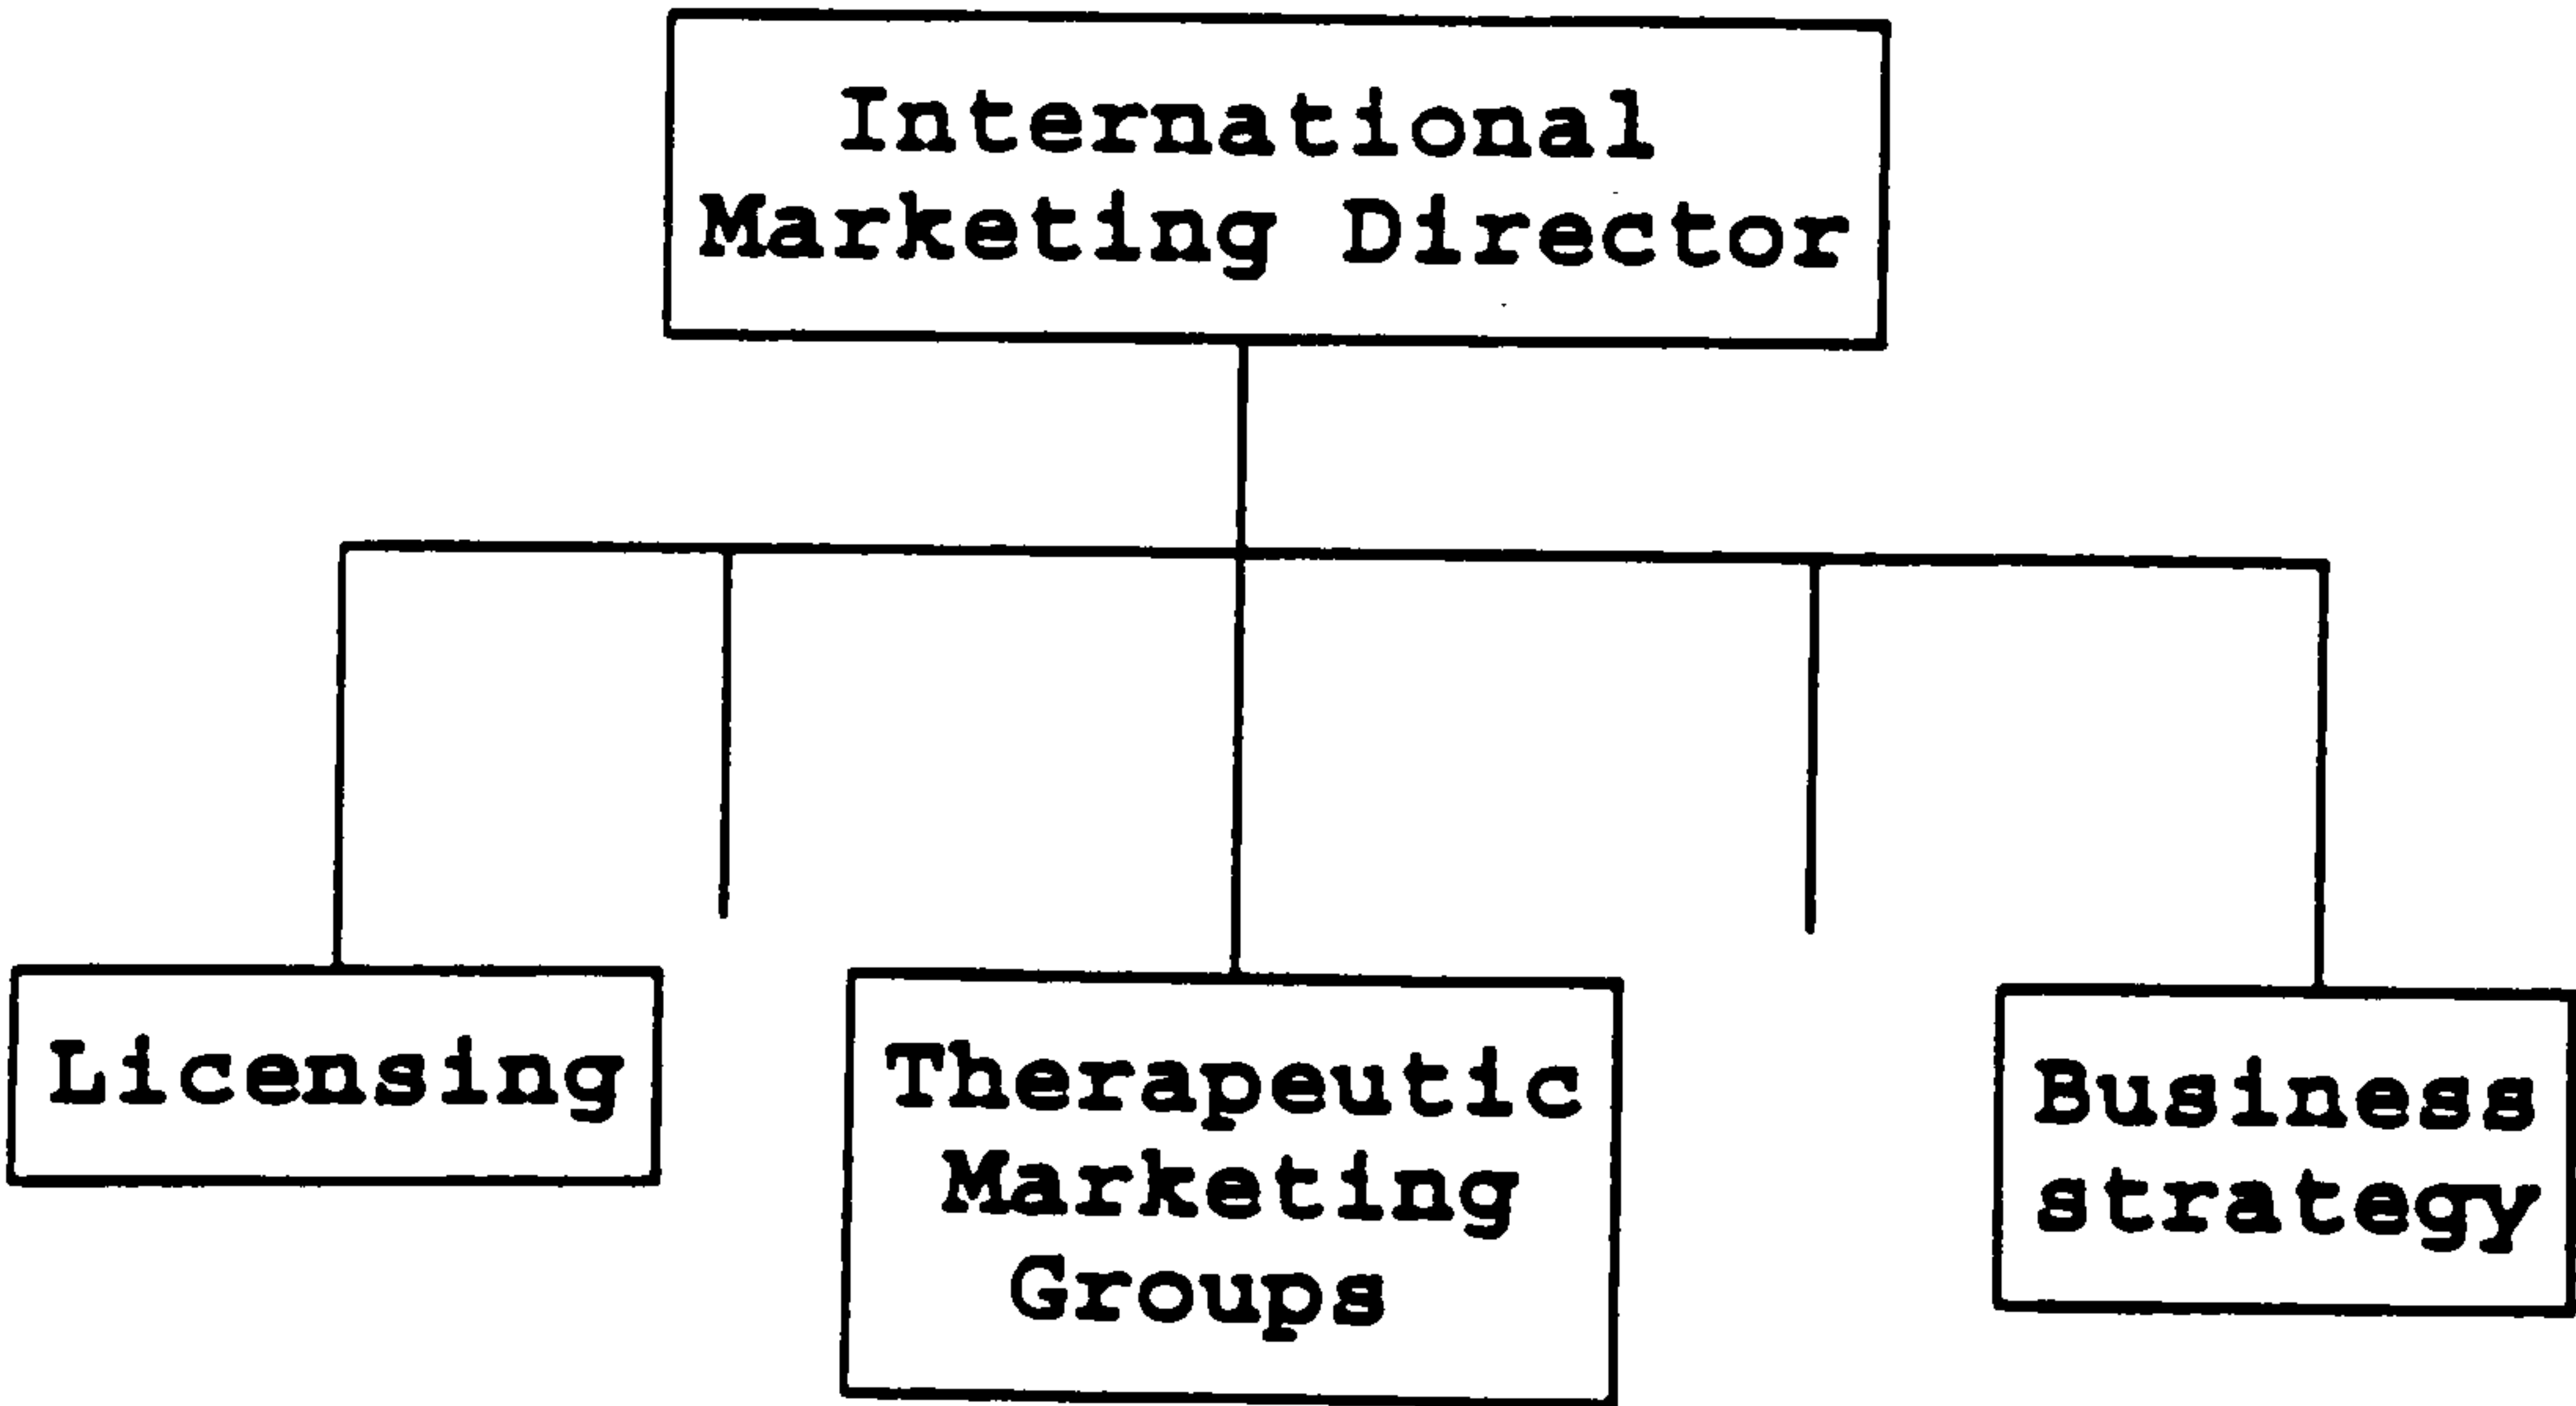 International
Marketing Director
Licensing
Therapeutic
Marketing
Groups
Business
strategy